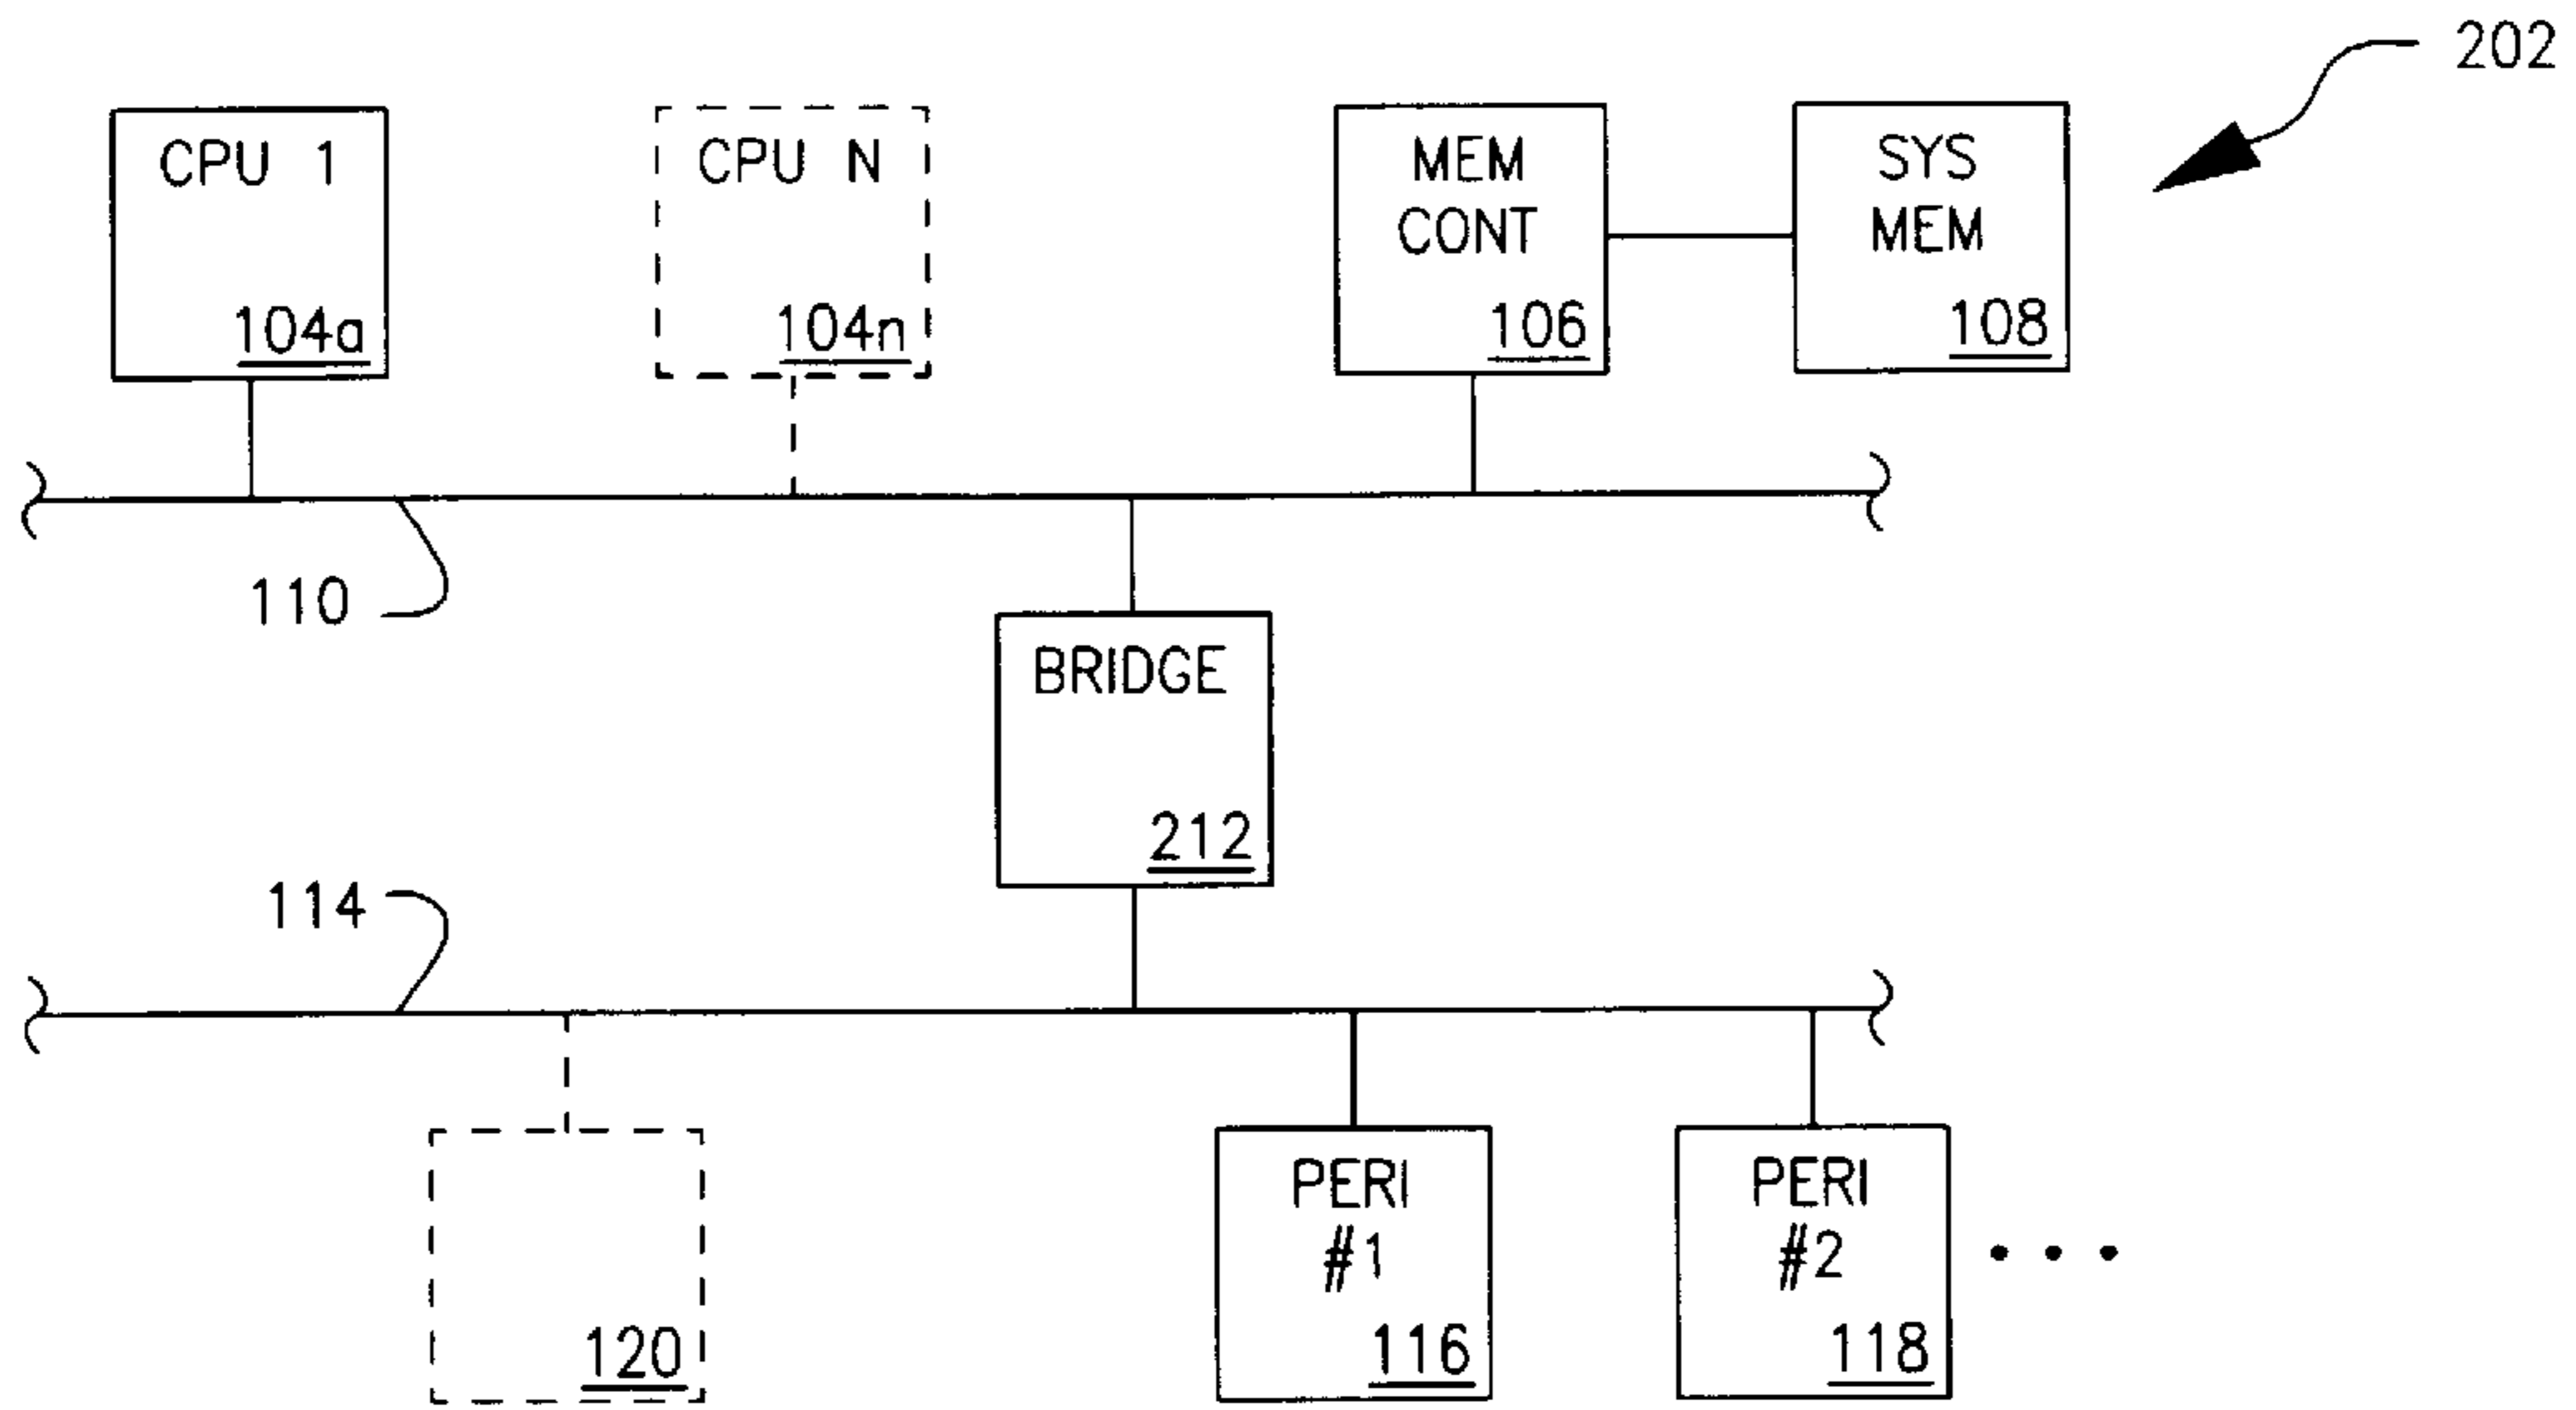 202
CPU 1
104a
CPU N
104n
MEM
CONT
106
SYS
MEM
108
110
BRIDGE
212
114
120
PERI
#1
116
PERI
#2
118